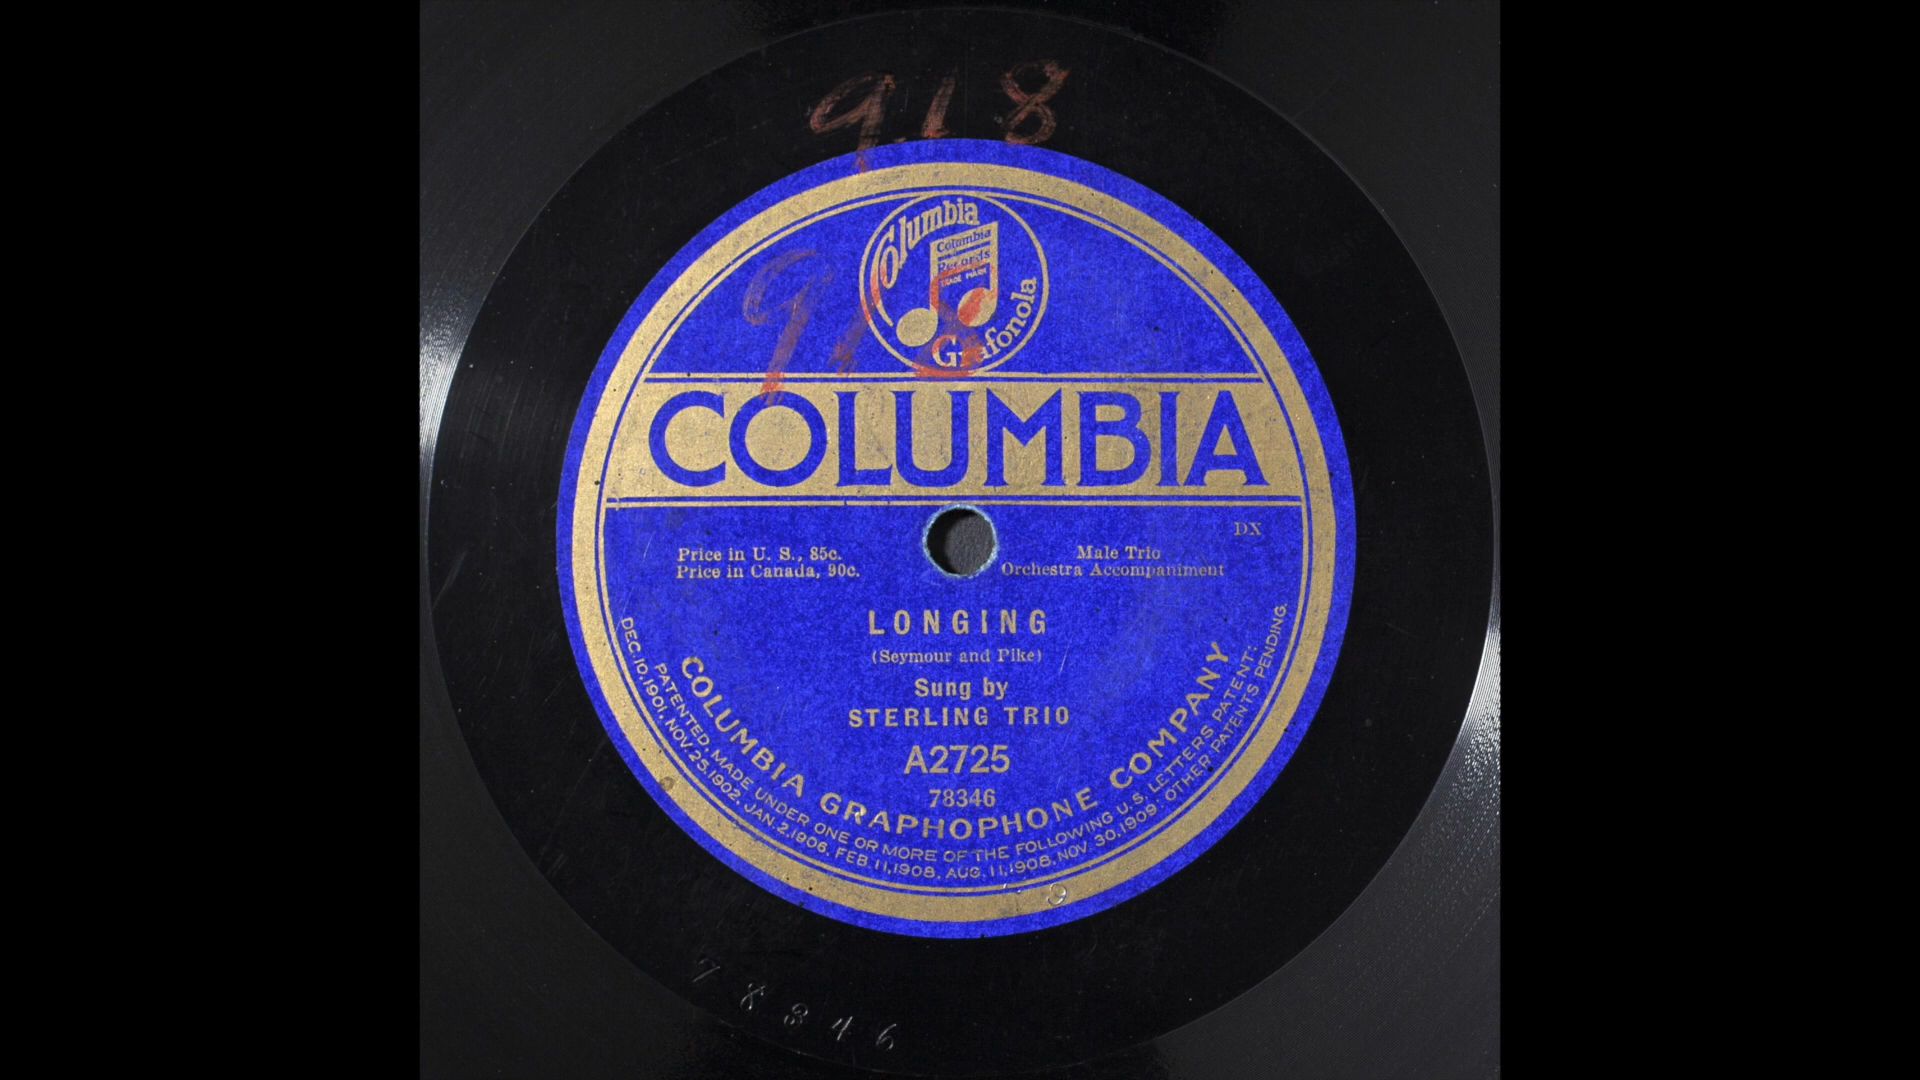 918
Columbia
Columbia
Records
TRADE MARK
Grafonola
918
COLUMBIA
DX
Price in U. S., 85c.
Price in Canada, 90c.
Male Trio
Orchestra Accompaniment
LONGING
(Seymour and Pike)
Sung by
STERLING TRIO
A2725
78346
COLUMBIA GRAPHOPHONE COMPANY
PATENTED, MADE UNDER ONE OR MORE OF THE FOLLOWING U.S. LETTERS PATENT:
DEC.10,1901, NOV.25,1902, JAN.2,1906, FEB.11,1908, AUG.11,1908, NOV.30,1909; OTHER PATENTS PENDING.
9
78346